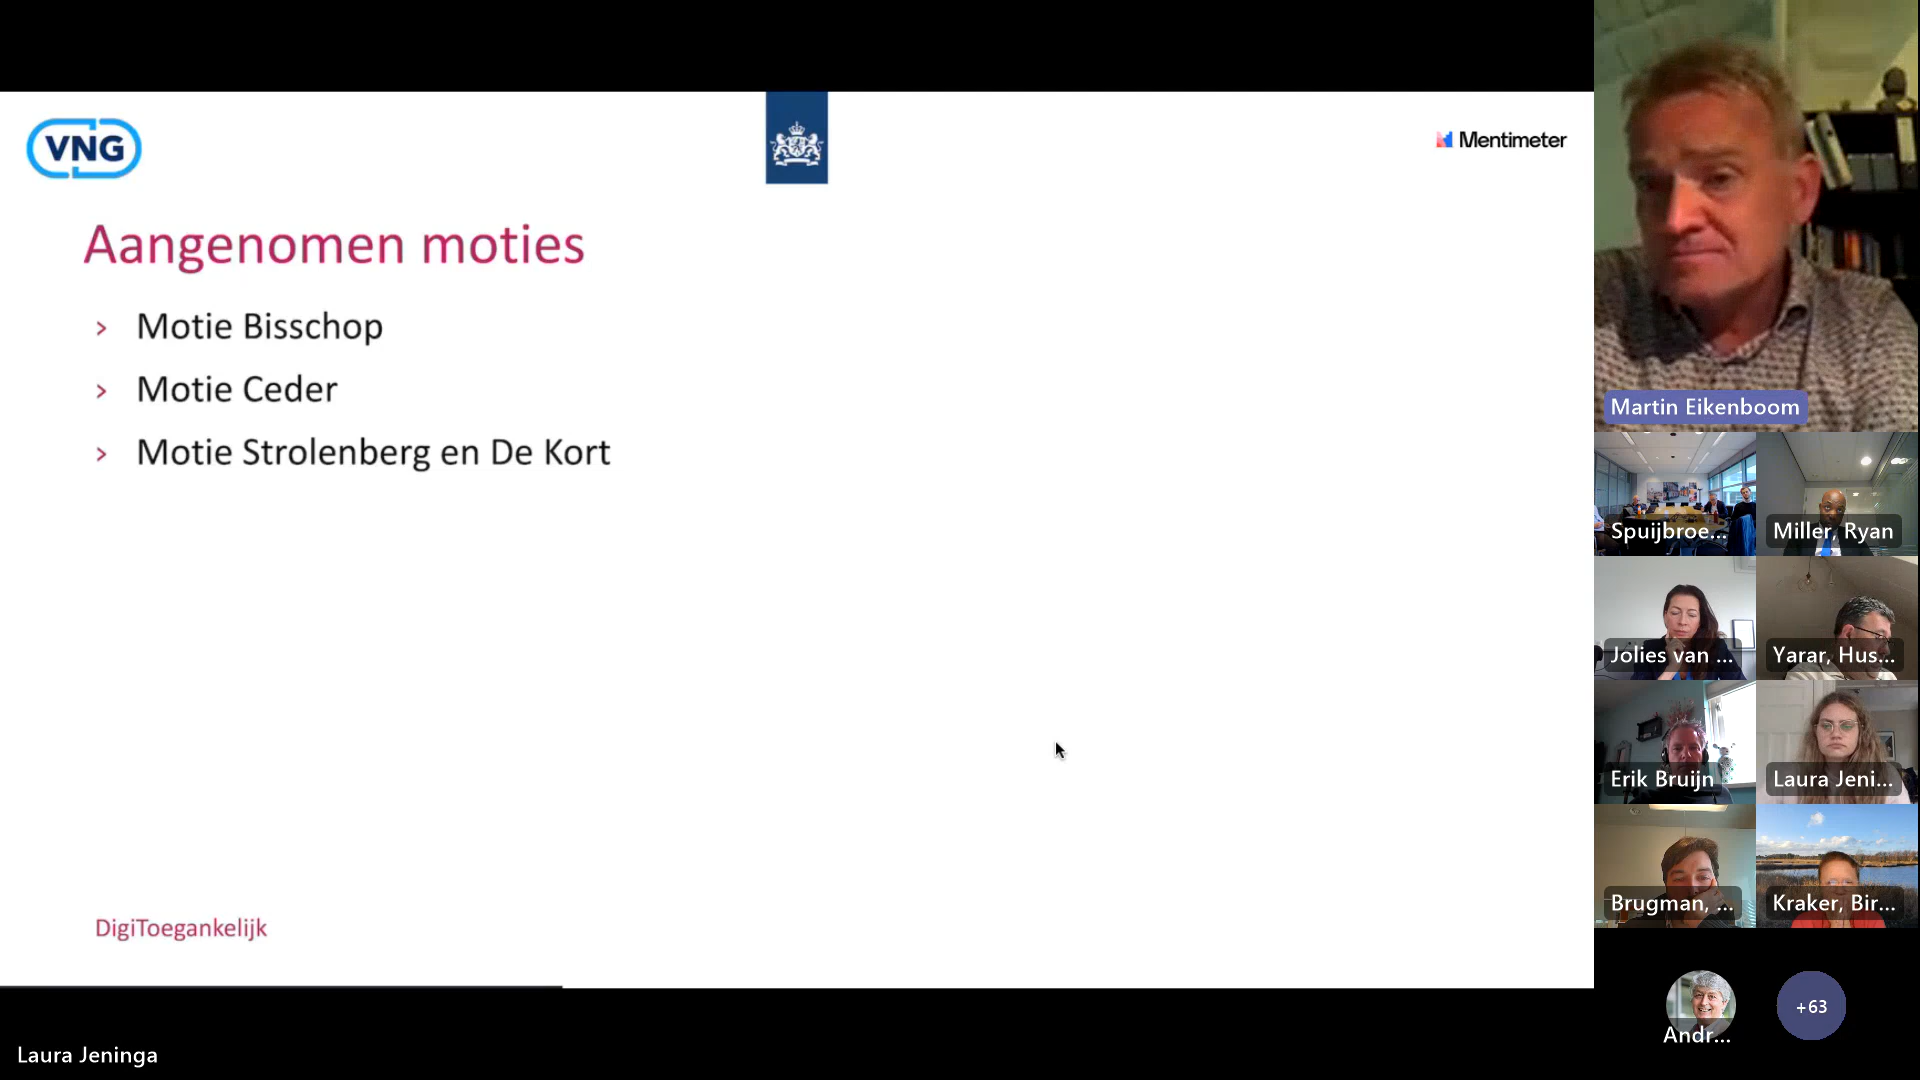 VNG
Mentimeter
Aangenomen moties
> Motie Bisschop
> Motie Ceder
> Motie Strolenberg en De Kort
DigiToegankelijk
Laura Jeninga
Martin Eikenboom
Spuijbroe...
Miller, Ryan
Jolies van ...
Yarar, Hus...
Erik Bruijn
Laura Jeni...
Brugman, ...
Kraker, Bir...
Andr...
+63